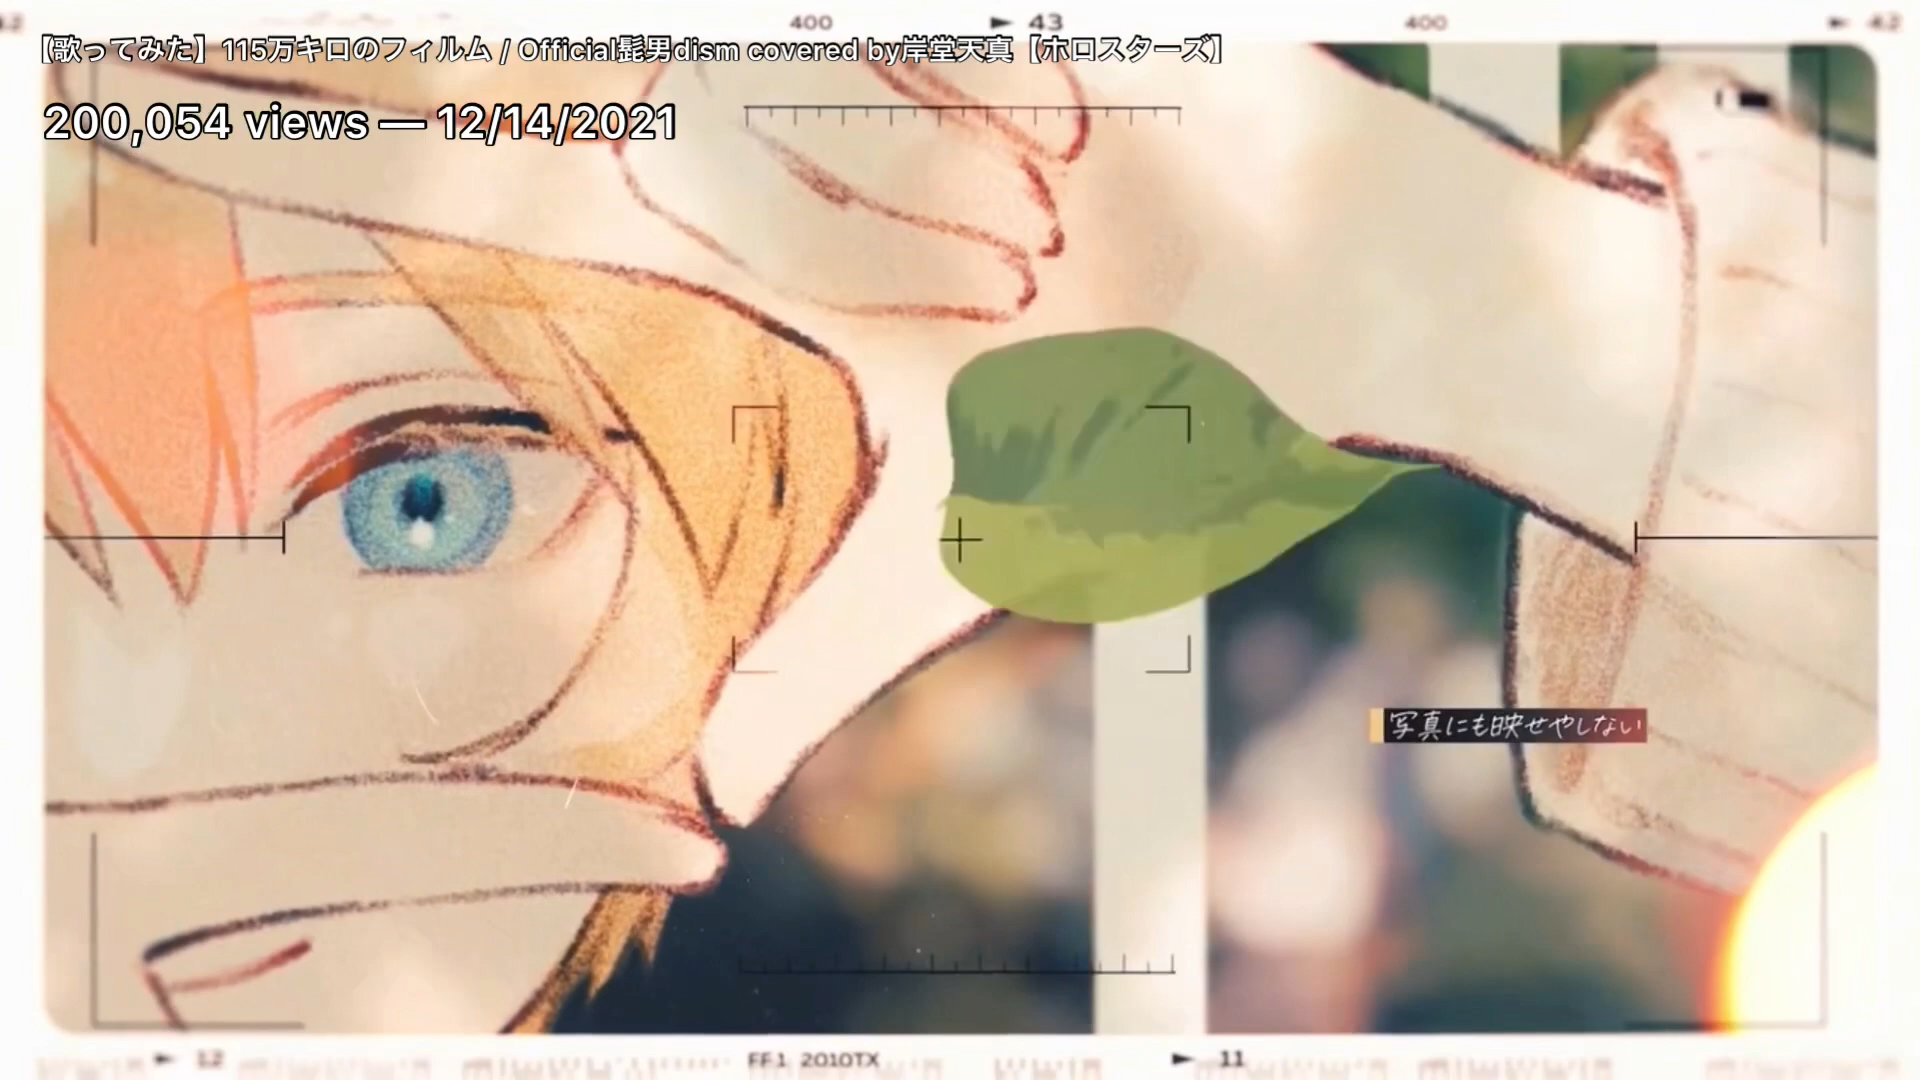 400 ► 43 400 ► 42
【歌ってみた】115万キロのフィルム / Official髭男dism covered by岸堂天真【ホロスターズ】
200,054 views — 12/14/2021
写真にも映せやしない
► 12 FF.1 2010TX ► 11